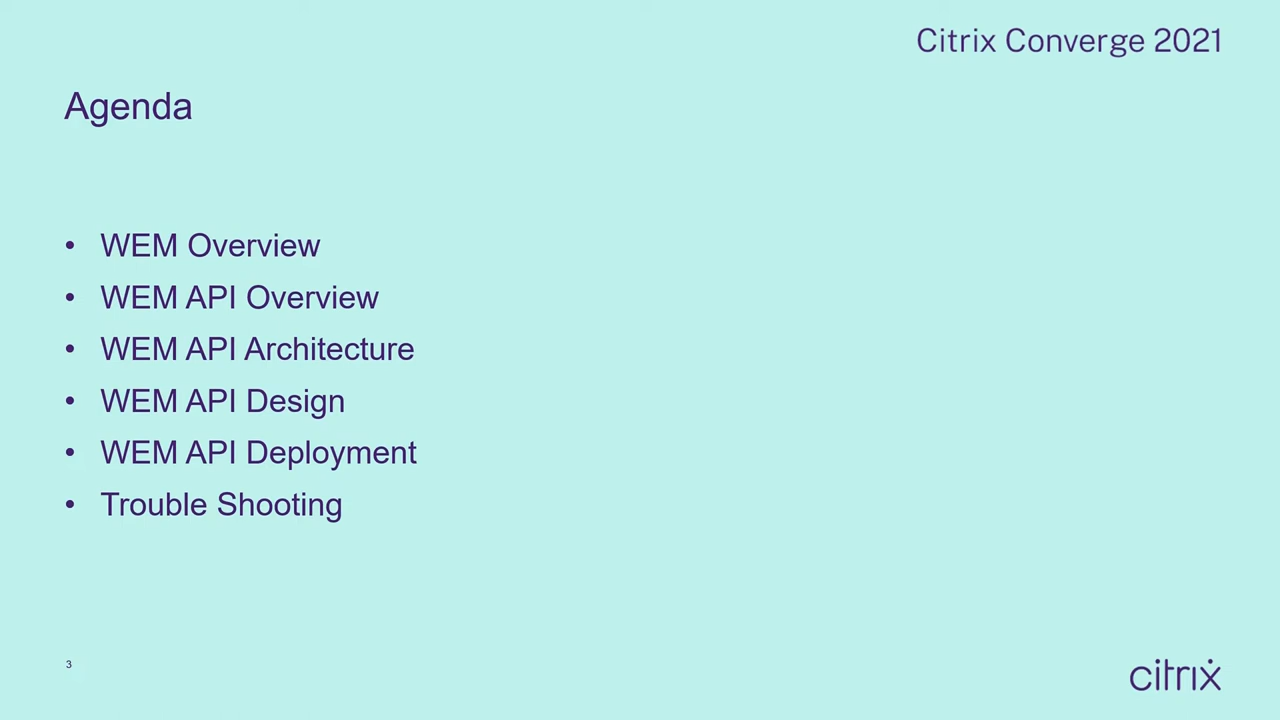 Citrix Converge 2021
Agenda
• WEM Overview
• WEM API Overview
• WEM API Architecture
• WEM API Design
• WEM API Deployment
• Trouble Shooting
3
citrix